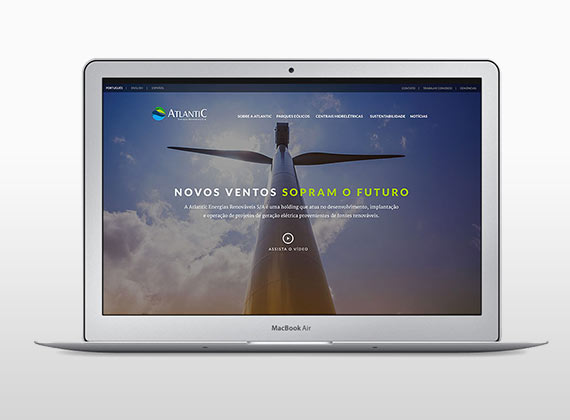 PORTUGUÊS | ENGLISH | ESPAÑOL
CONTATO | TRABALHE CONOSCO | DENÚNCIAS
ATLANTIC
SOBRE A ATLANTIC PARQUES EÓLICOS CENTRAIS HIDRELÉTRICAS SUSTENTABILIDADE NOTÍCIAS
NOVOS VENTOS SOPRAM O FUTURO
A Atlantic Energias Renováveis S/A é uma holding que atua no desenvolvimento, implantação
e operação de projetos de geração elétrica provenientes de fontes renováveis.
ASSISTA O VÍDEO
MacBook Air